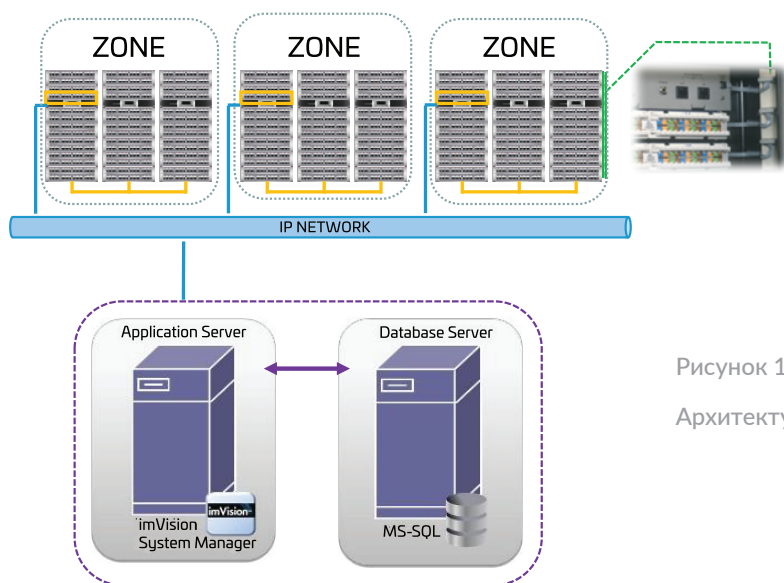 ZONE ZONE ZONE
IP NETWORK
Application Server
Database Server
imVision
imVision
System Manager
MS-SQL
Рисунок 1
Архитекту